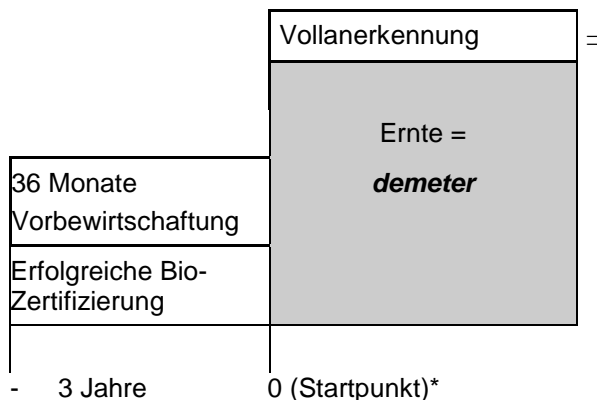 Vollanerkennung
Ernte =
demeter
36 Monate
Vorbewirtschaftung
Erfolgreiche Bio-
Zertifizierung
- 3 Jahre 0 (Startpunkt)*